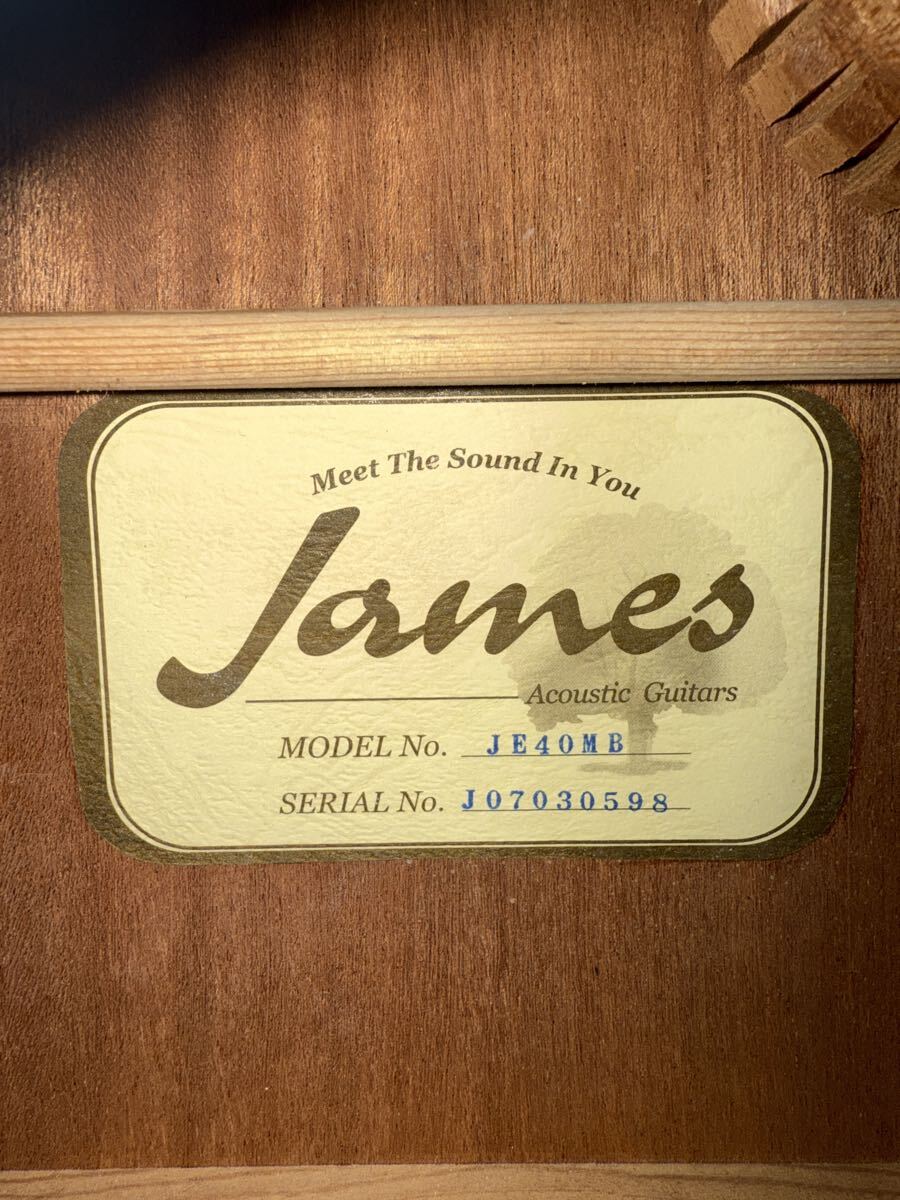 Meet The Sound In You
James
Acoustic Guitars
MODEL No. JE40MB
SERIAL No. J07030598